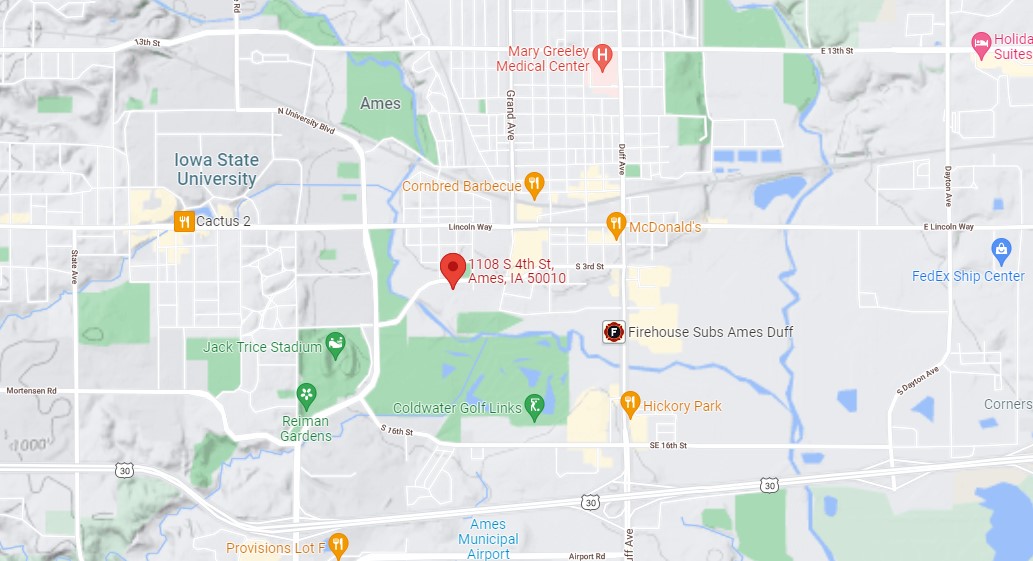 13th St
E 13th St
Holida
Suites
Mary Greeley
Medical Center
Ames
Grand Ave
N University Blvd
Duff Ave
Iowa State
University
Dayton Ave
Cornbred Barbecue
Cactus 2
Lincoln Way
McDonald's
E Lincoln Way
State Ave
1108 S 4th St,
Ames, IA 50010
S 3rd St
FedEx Ship Center
F
Firehouse Subs Ames Duff
Jack Trice Stadium
Mortensen Rd
S Dayton Ave
Reiman
Gardens
Coldwater Golf Links
Hickory Park
Corners
S 16th St
SE 16th St
30
30
30
Ames
Municipal
Airport
Provisions Lot F
Airport Rd
uff Ave
Rd
H